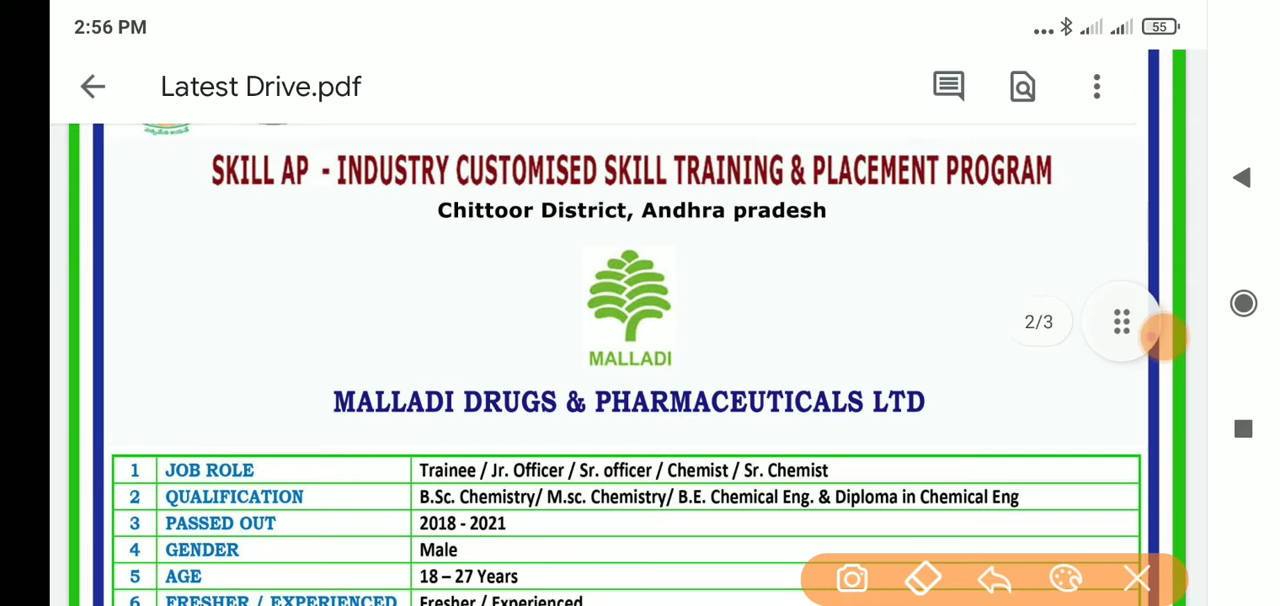 2:56 PM
55
Latest Drive.pdf
SKILL AP - INDUSTRY CUSTOMISED SKILL TRAINING & PLACEMENT PROGRAM
Chittoor District, Andhra pradesh
MALLADI
2/3
MALLADI DRUGS & PHARMACEUTICALS LTD
1 JOB ROLE Trainee / Jr. Officer / Sr. officer / Chemist / Sr. Chemist
2 QUALIFICATION B.Sc. Chemistry/ M.sc. Chemistry/ B.E. Chemical Eng. & Diploma in Chemical Eng
3 PASSED OUT 2018 - 2021
4 GENDER Male
5 AGE 18 – 27 Years
6 FRESHER / EXPERIENCED Fresher / Experienced